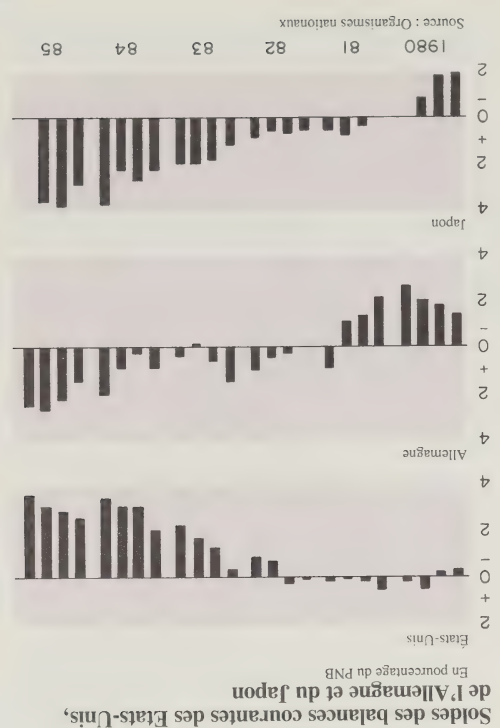 Soldes des balances courantes des Etats-Unis,
de l'Allemagne et du Japon
En pourcentage du PNB
États-Unis
2
+
0
−
2
4
Allemagne
4
2
+
0
−
2
4
Japon
4
2
+
0
−
2
1980 81 82 83 84 85
Source : Organismes nationaux